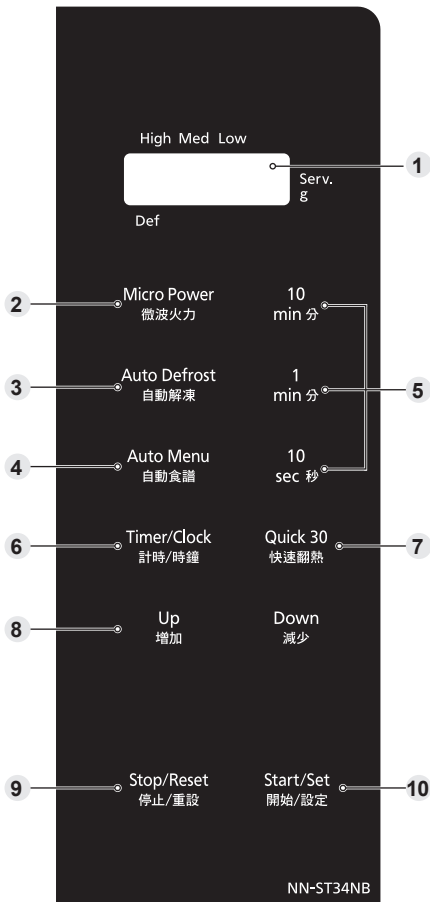 High Med Low
1
Serv.
g
Def
2
Micro Power
微波火力
10
min 分
3
Auto Defrost
自動解凍
1
min 分
5
4
Auto Menu
自動食譜
10
sec 秒
6
Timer/Clock
計時/時鐘
Quick 30
快速翻熱
7
8
Up
增加
Down
減少
9
Stop/Reset
停止/重設
Start/Set
開始/設定
10
NN-ST34NB